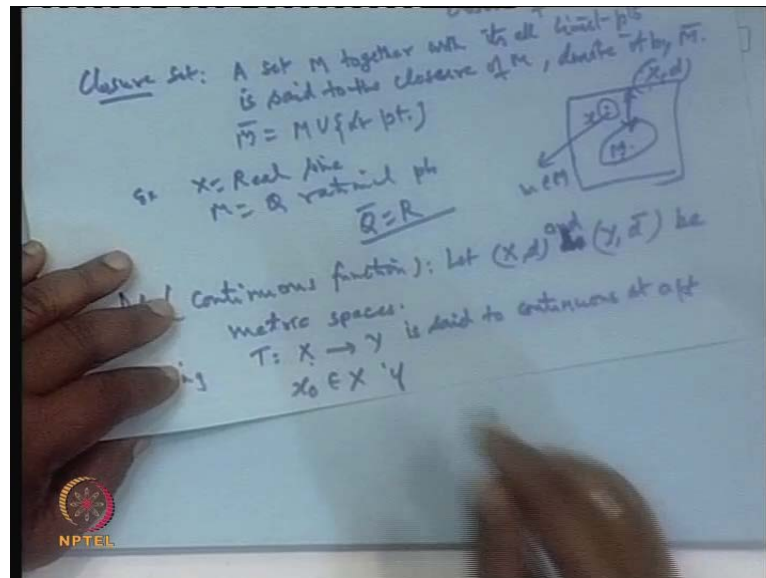 Closure Set: A set M together with its all limit pts
is said to the closure of M, denote it by M̄.
M̄ = M ∪ {lt pt.}
(X, d)
x
M
u ∈ M
Ex X = Real line
M = Q rational pts
Q̄ = R
continuous function): Let (X, d) and (Y, d̄) be
metric spaces.
T: X → Y is said to continuous at a pt
x₀ ∈ X if
NPTEL